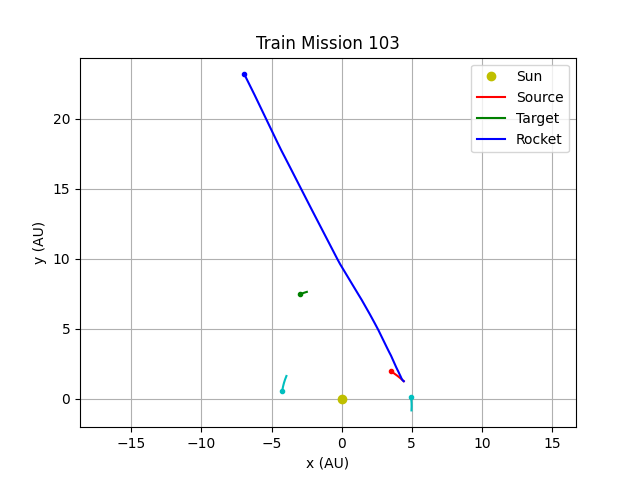 Train Mission 103
Sun
Source
Target
Rocket
20
15
10
5
0
y (AU)
−15
−10
−5
0
5
10
15
x (AU)